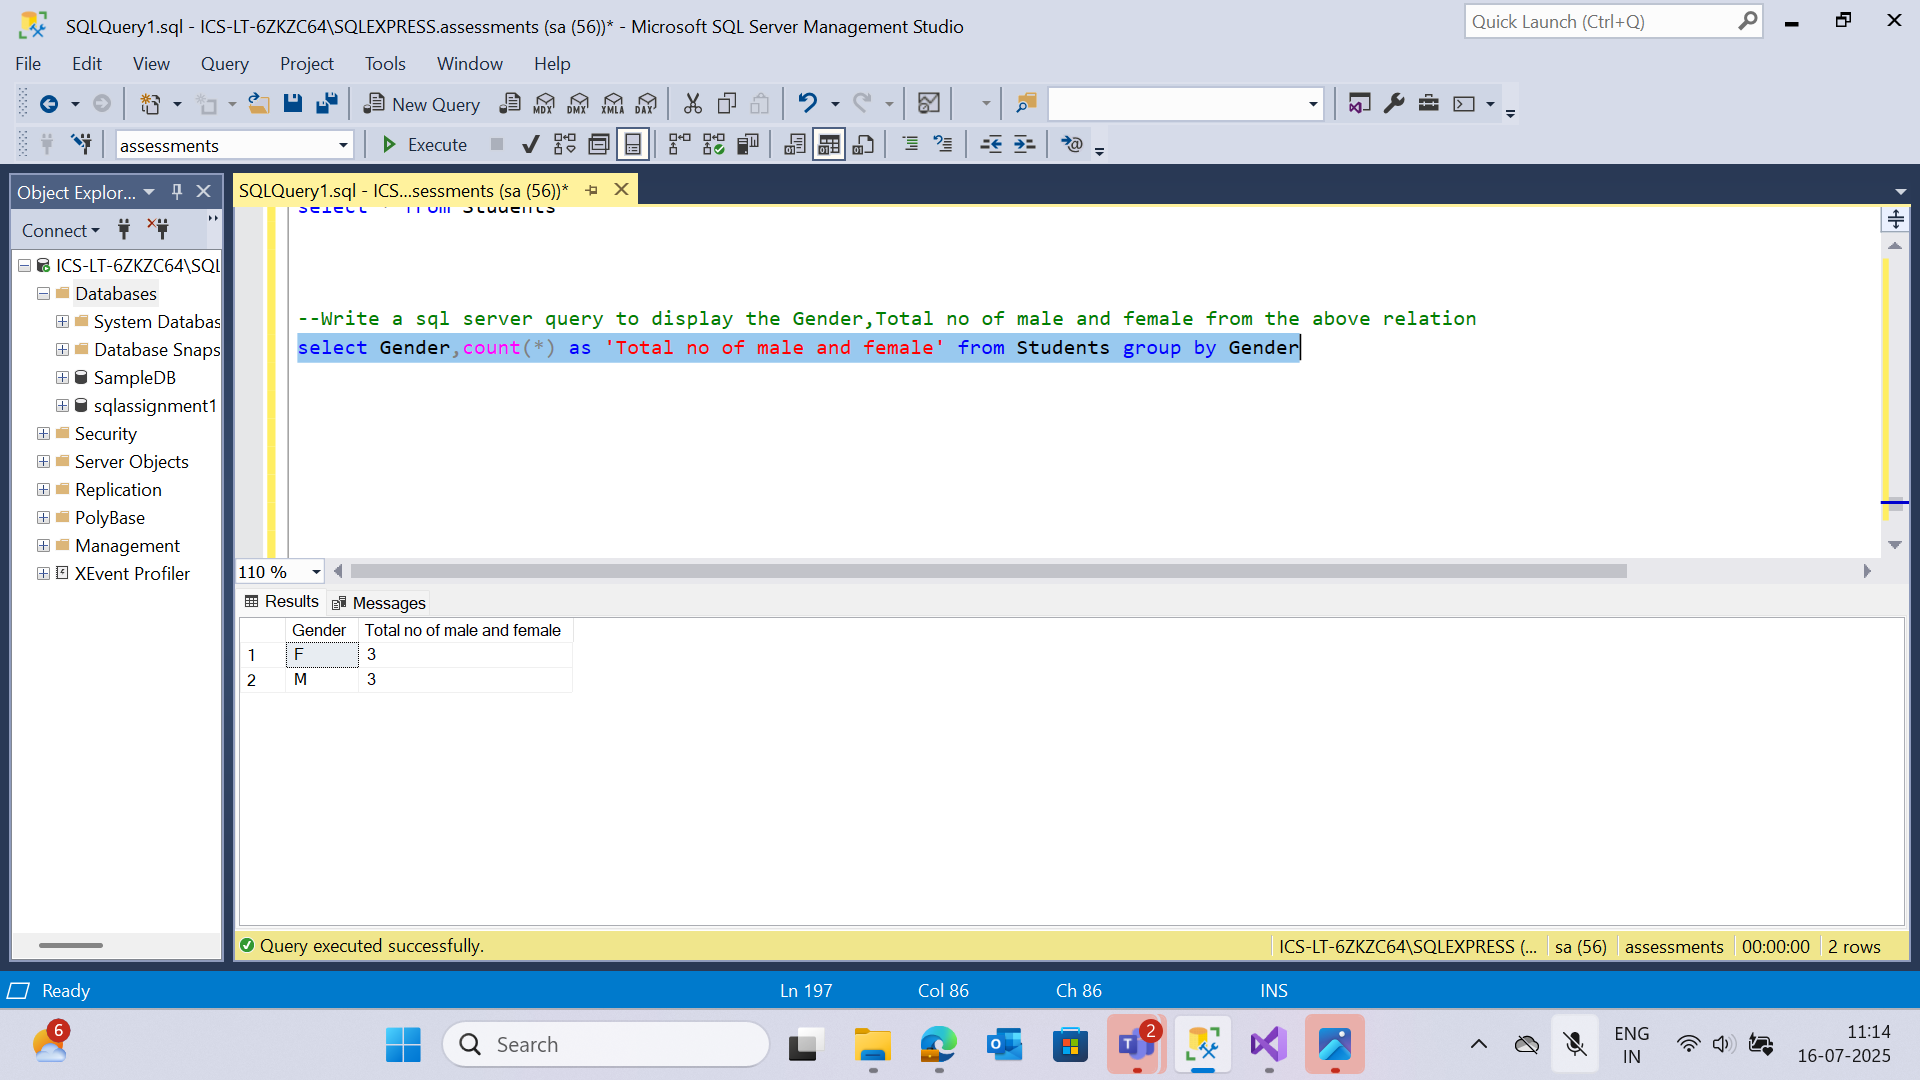 SQLQuery1.sql - ICS-LT-6ZKZC64\SQLEXPRESS.assessments (sa (56))* - Microsoft SQL Server Management Studio
Quick Launch (Ctrl+Q)
File Edit View Query Project Tools Window Help
New Query
MDX DMX XMLA DAX
assessments
Execute
Object Explor...
SQLQuery1.sql - ICS...sessments (sa (56))*
Connect
ICS-LT-6ZKZC64\SQL
Databases
System Databas
Database Snaps
SampleDB
sqlassignment1
Security
Server Objects
Replication
PolyBase
Management
XEvent Profiler
select * from Students
--Write a sql server query to display the Gender,Total no of male and female from the above relation
select Gender,count(*) as 'Total no of male and female' from Students group by Gender
110 %
Results Messages
Gender Total no of male and female
1 F 3
2 M 3
Query executed successfully.
ICS-LT-6ZKZC64\SQLEXPRESS (... sa (56) assessments 00:00:00 2 rows
Ready Ln 197 Col 86 Ch 86 INS
6
Search
2
ENG
IN
11:14
16-07-2025